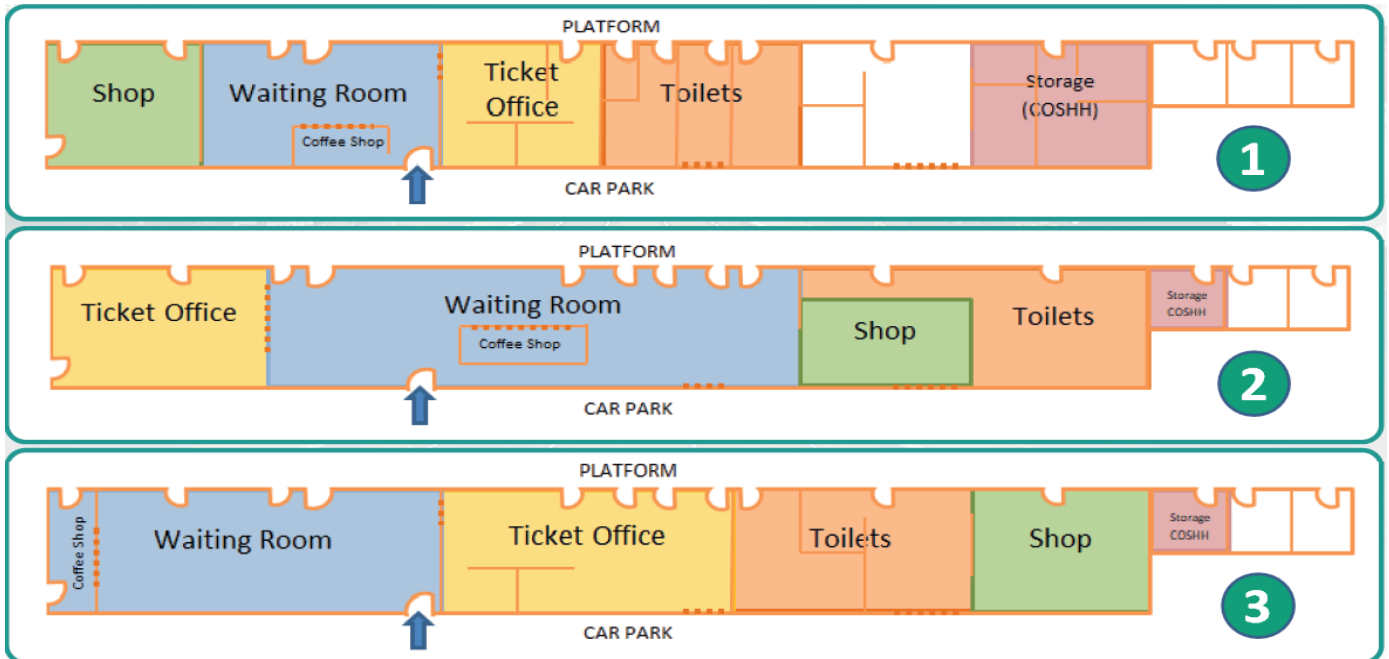 PLATFORM
Shop
Waiting Room
Coffee Shop
Ticket
Office
Toilets
Storage
(COSHH)
1
CAR PARK
PLATFORM
Ticket Office
Waiting Room
Coffee Shop
Shop
Toilets
Storage
COSHH
2
CAR PARK
PLATFORM
Coffee Shop
Waiting Room
Ticket Office
Toilets
Shop
Storage
COSHH
3
CAR PARK